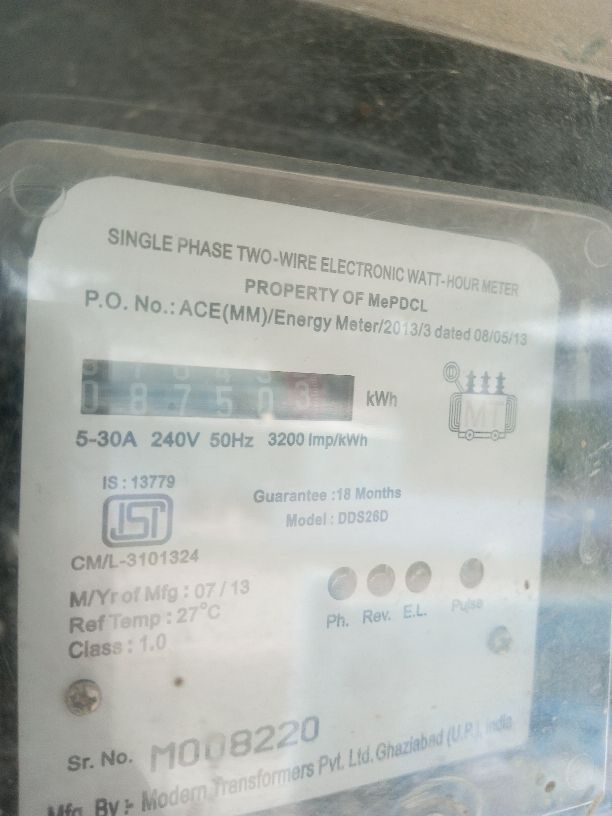 SINGLE PHASE TWO-WIRE ELECTRONIC WATT-HOUR METER
PROPERTY OF MePDCL
P.O. No.: ACE(MM)/Energy Meter/2013/3 dated 08/05/13
087503 kWh
5-30A 240V 50Hz 3200 Imp/kWh
MT
IS : 13779
ISI
Guarantee :18 Months
Model : DDS26D
CM/L-3101324
M/Yr of Mfg : 07 / 13
Ref Temp : 27°C
Class : 1.0
Ph. Rev. E.L. Pulse
Sr. No. M008220
Mfg. By :- Modern Transformers Pvt. Ltd. Ghaziabad (U.P.), India